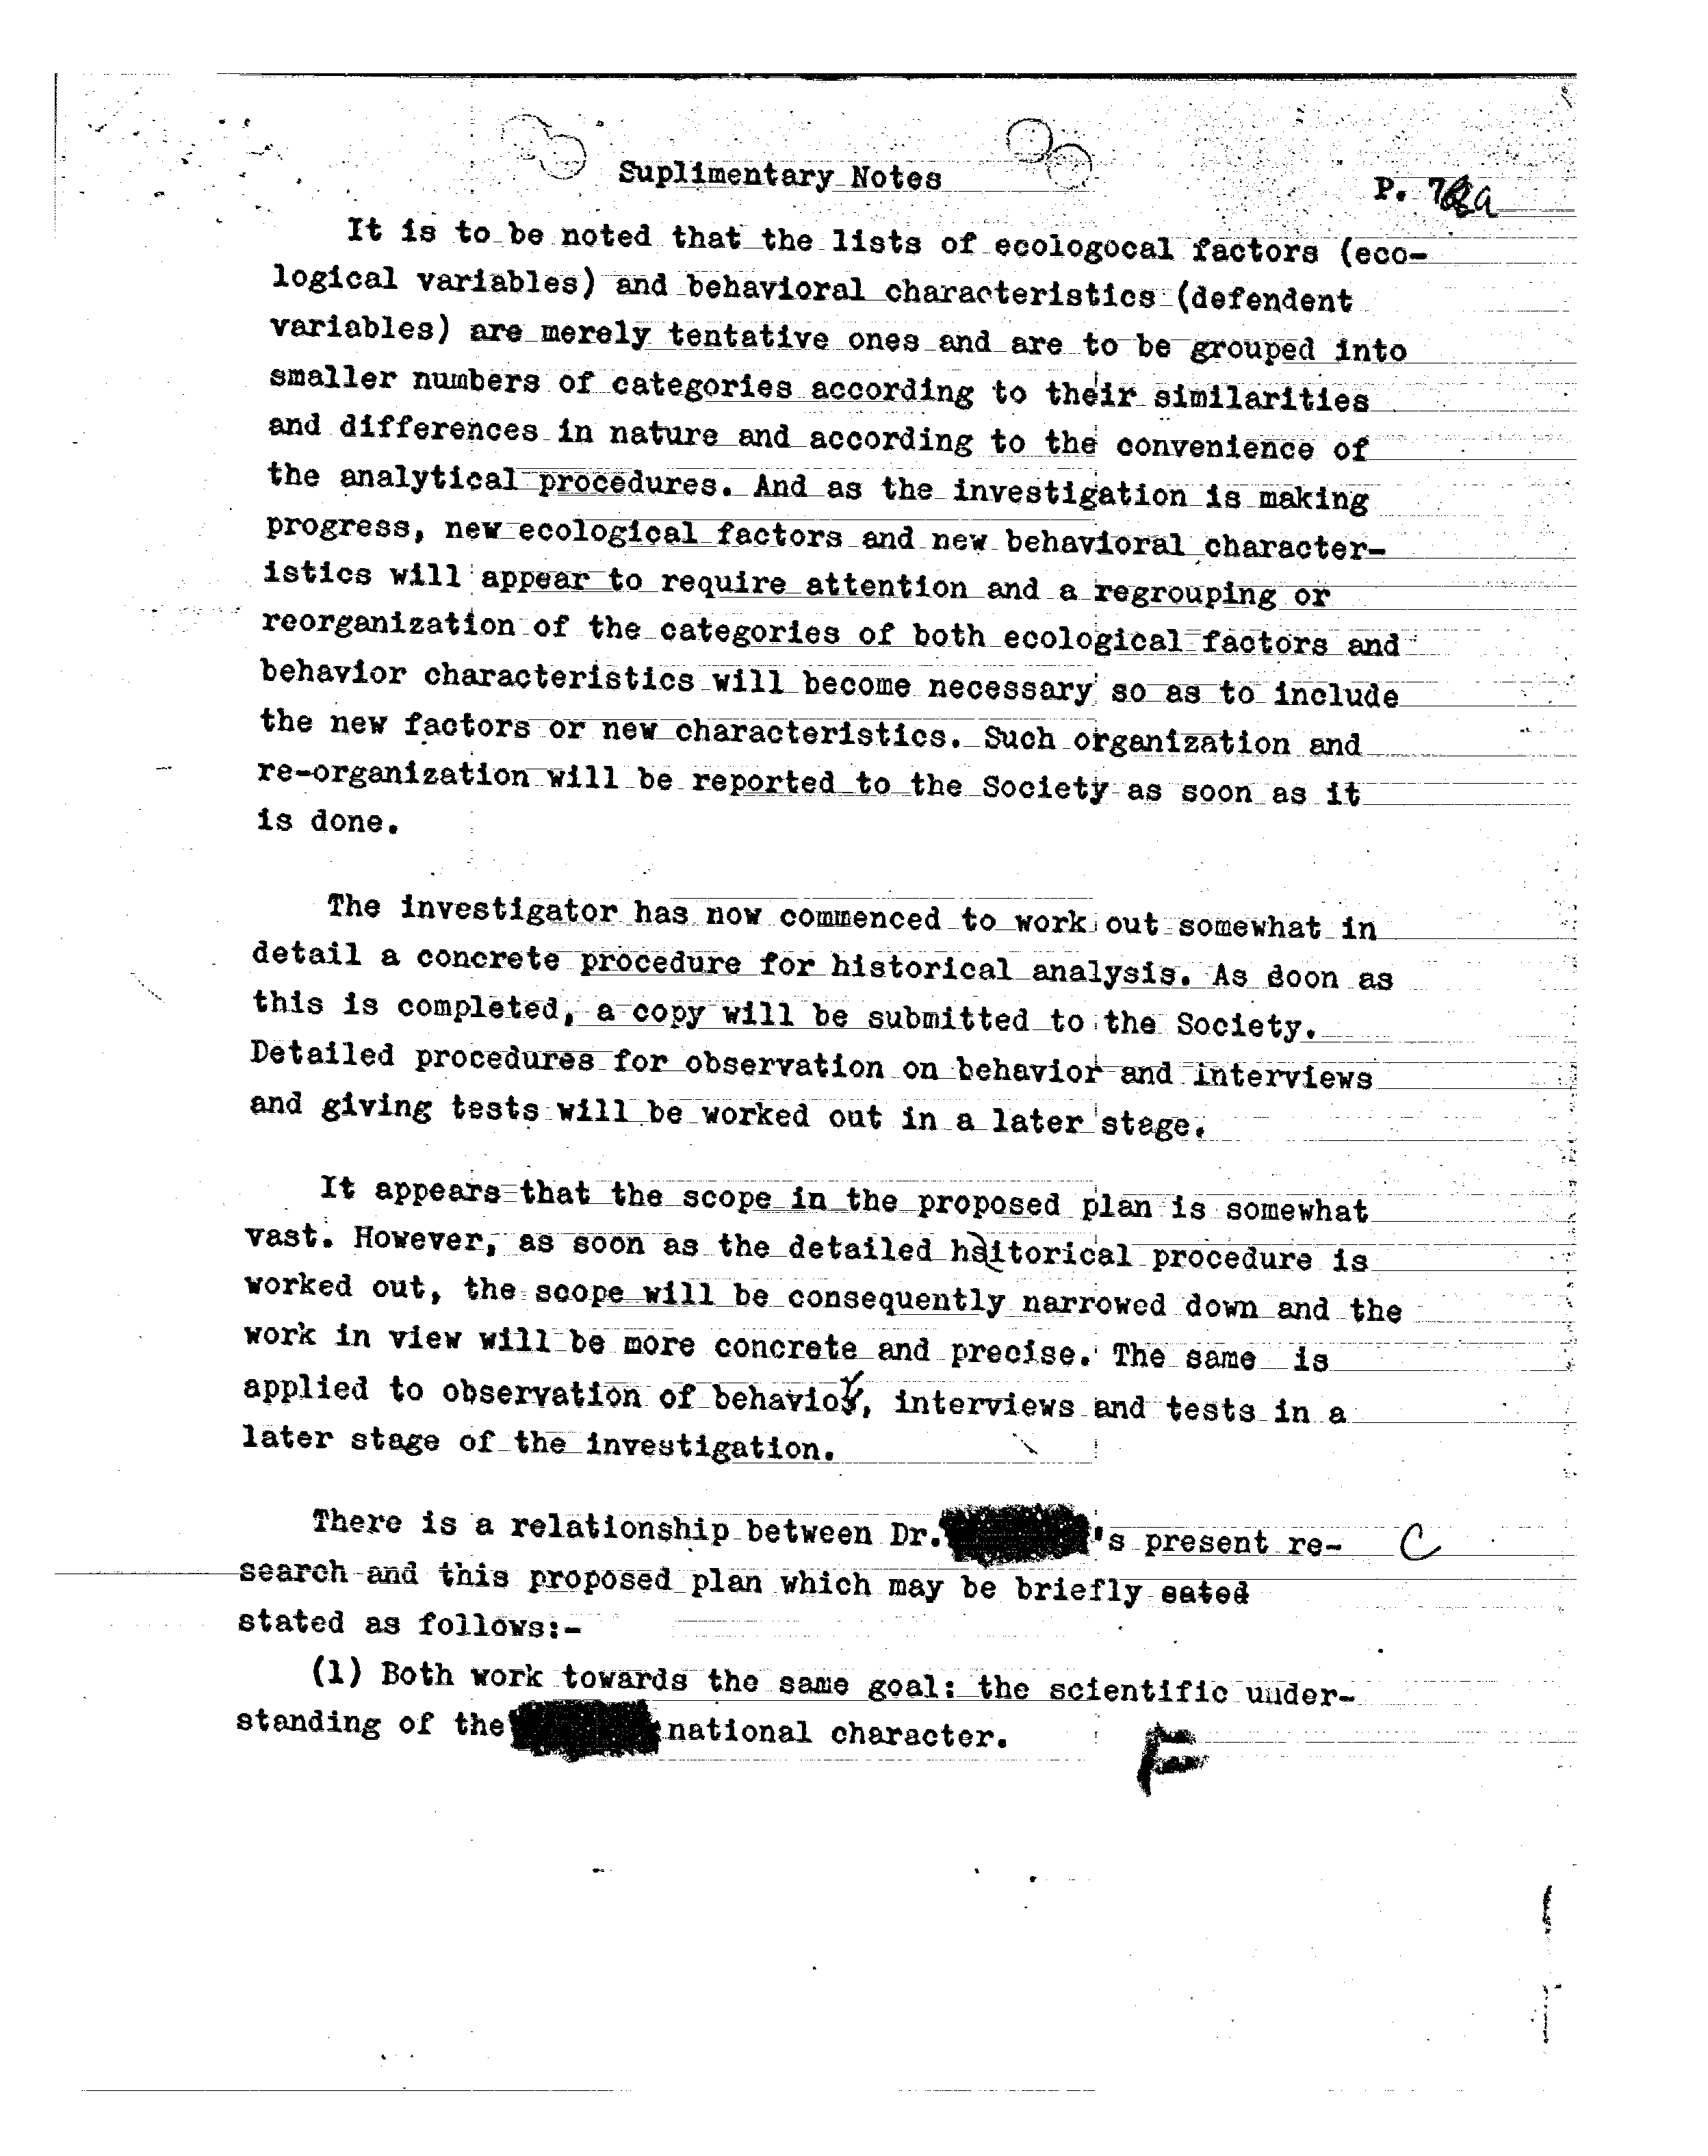 Suplimentary Notes
P.
It is to be noted that the lists of ecologocal factors (eco-
logical variables) and behavioral characteristics (defendent
variables) are merely tentative ones and are to be grouped into
smaller numbers of categories according to their similarities
and differences in nature and according to the convenience of
the analytical procedures. And as the investigation is making
progress, new ecological factors and new behavioral character-
istics will appear to require attention and a regrouping or
reorganization of the categories of both ecological factors and
behavior characteristics will become necessary so as to include
the new factors or new characteristics. Such organization and
re-organization will be reported to the Society as soon as it
is done.
The investigator has now commenced to work out somewhat in
detail a concrete procedure for historical analysis. As soon as
this is completed, a copy will be submitted to the Society.
Detailed procedures for observation on behavior and interviews
and giving tests will be worked out in a later stage.
It appears that the scope in the proposed plan is somewhat
vast. However, as soon as the detailed procedure is
worked out, the scope will be consequently narrowed down and the
work in view will be more concrete and precise. The same is
applied to observation of behavior, interviews and tests in a
later stage of the investigation.
There is a relationship between Dr. 's present re- C
search and this proposed plan which may be briefly sated
stated as follows:-
(1) Both work towards the same goal: the scientific under-
standing of the national character.
F